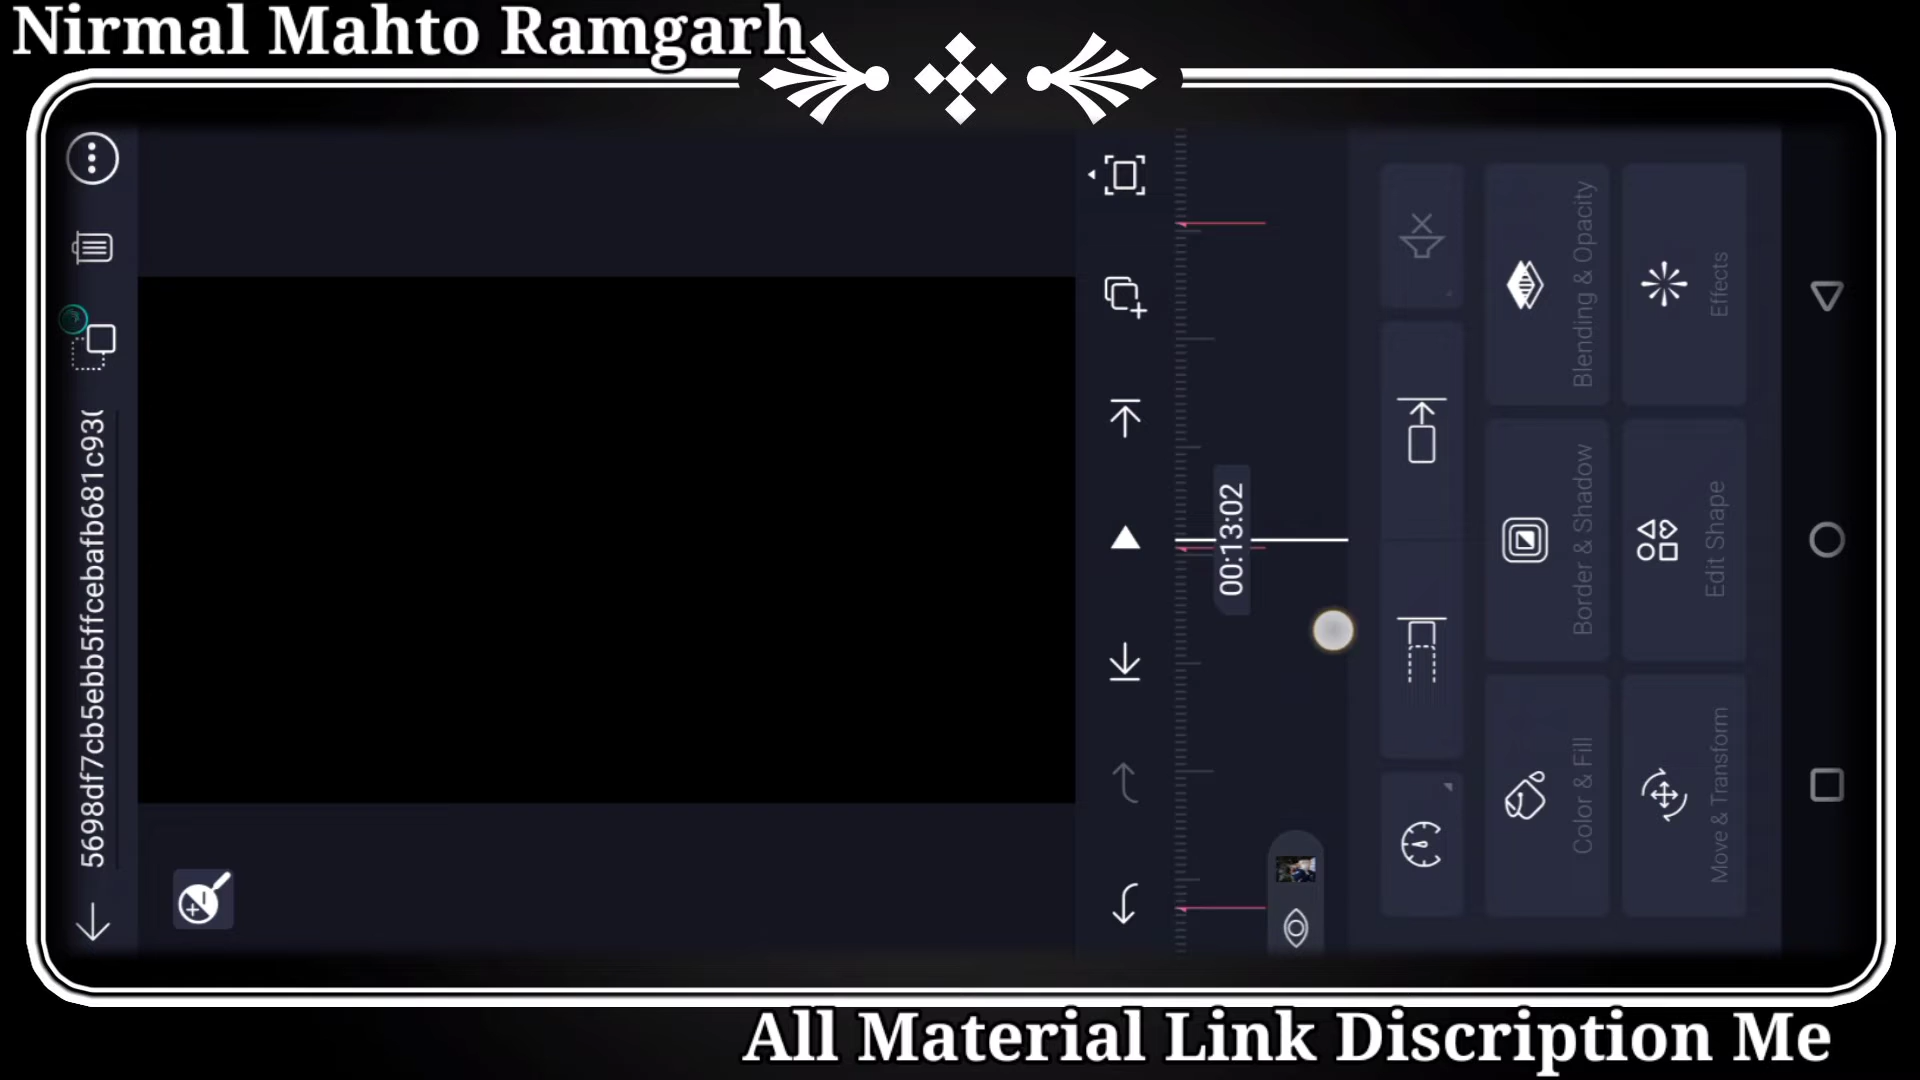 Nirmal Mahto Ramgarh
5698df7cb5ebb5ffcebafb681c930
00:13:02
Blending & Opacity
Effects
Border & Shadow
Edit Shape
Color & Fill
Move & Transform
All Material Link Discription Me